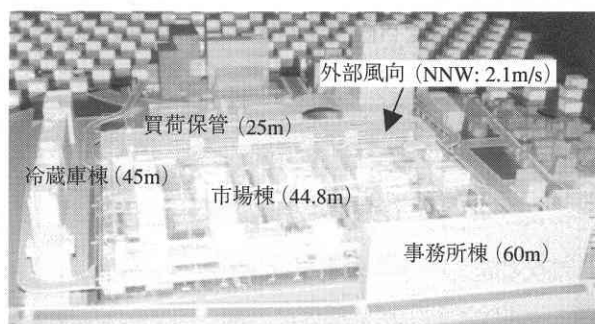 外部風向 (NNW: 2.1m/s)
買荷保管 (25m)
冷蔵庫棟 (45m)
市場棟 (44.8m)
事務所棟 (60m)